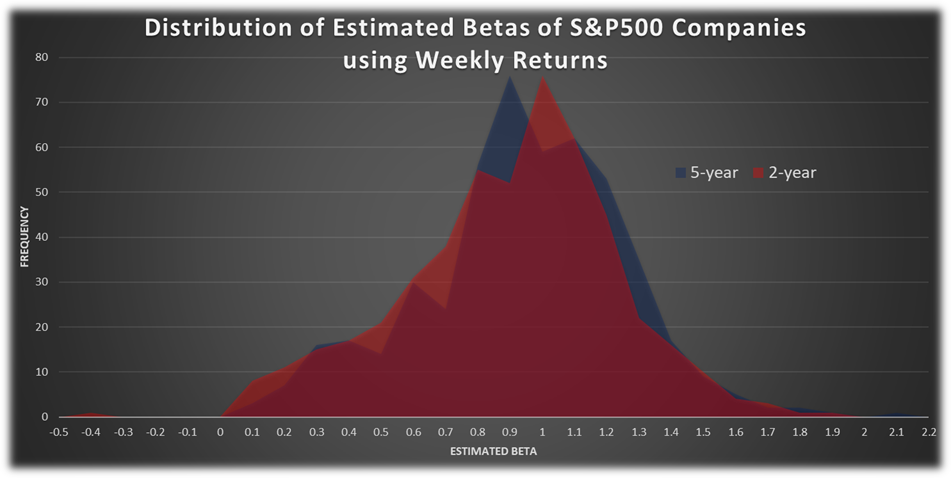 Distribution of Estimated Betas of S&P500 Companies
using Weekly Returns
80
70
60
50
40
30
20
10
0
FREQUENCY
5-year 2-year
-0.5 -0.4 -0.3 -0.2 -0.1 0 0.1 0.2 0.3 0.4 0.5 0.6 0.7 0.8 0.9 1 1.1 1.2 1.3 1.4 1.5 1.6 1.7 1.8 1.9 2 2.1 2.2
ESTIMATED BETA